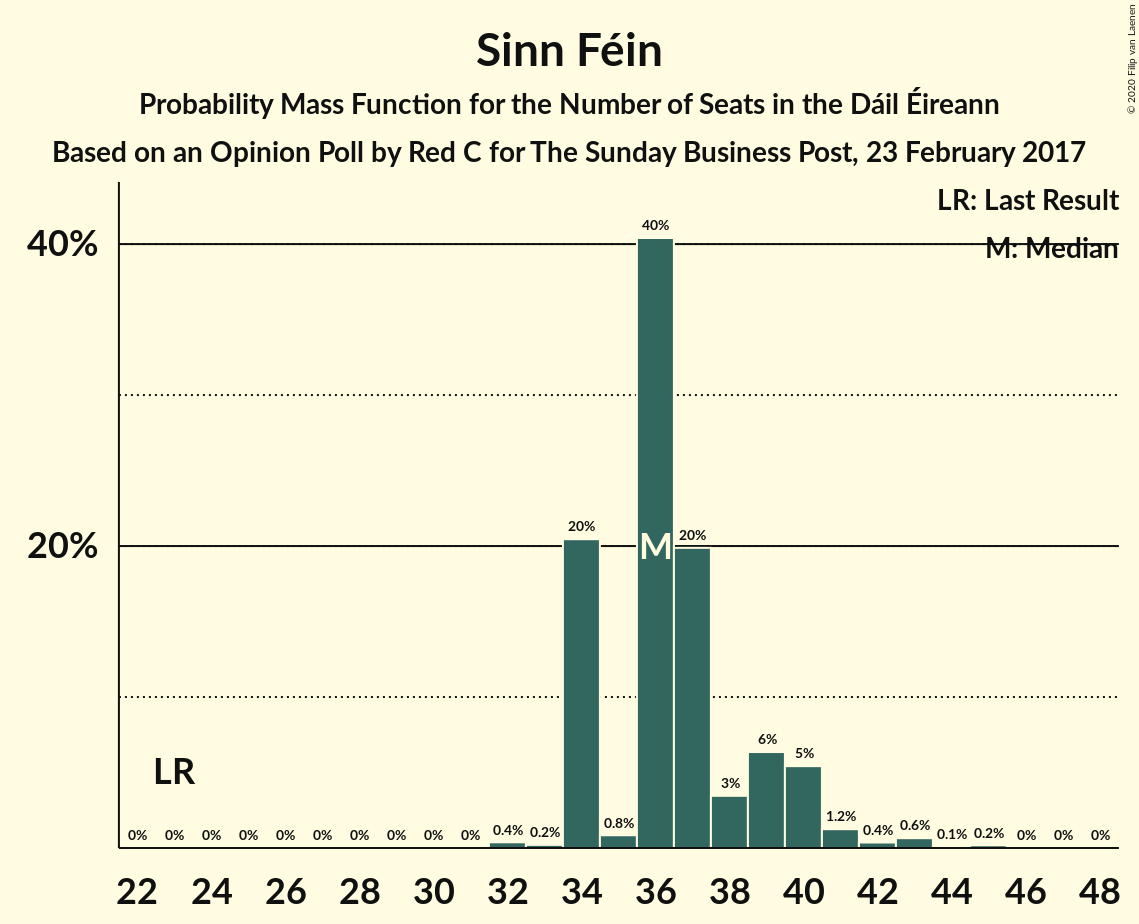 Sinn Féin
Probability Mass Function for the Number of Seats in the Dáil Éireann
Based on an Opinion Poll by Red C for The Sunday Business Post, 23 February 2017
© 2020 Filip van Laenen
LR: Last Result
M: Median
40%
20%
40%
20%
20%
M
6%
5%
3%
LR
0% 0% 0% 0% 0% 0% 0% 0% 0% 0% 0.4% 0.2% 0.8% 1.2% 0.4% 0.6% 0.1% 0.2% 0% 0% 0%
22 24 26 28 30 32 34 36 38 40 42 44 46 48